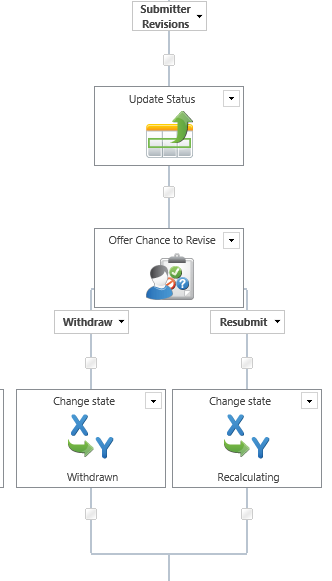 Submitter
Revisions
Update Status
Offer Chance to Revise
Withdraw
Resubmit
Change state
Change state
X
Y
X
Y
Withdrawn
Recalculating